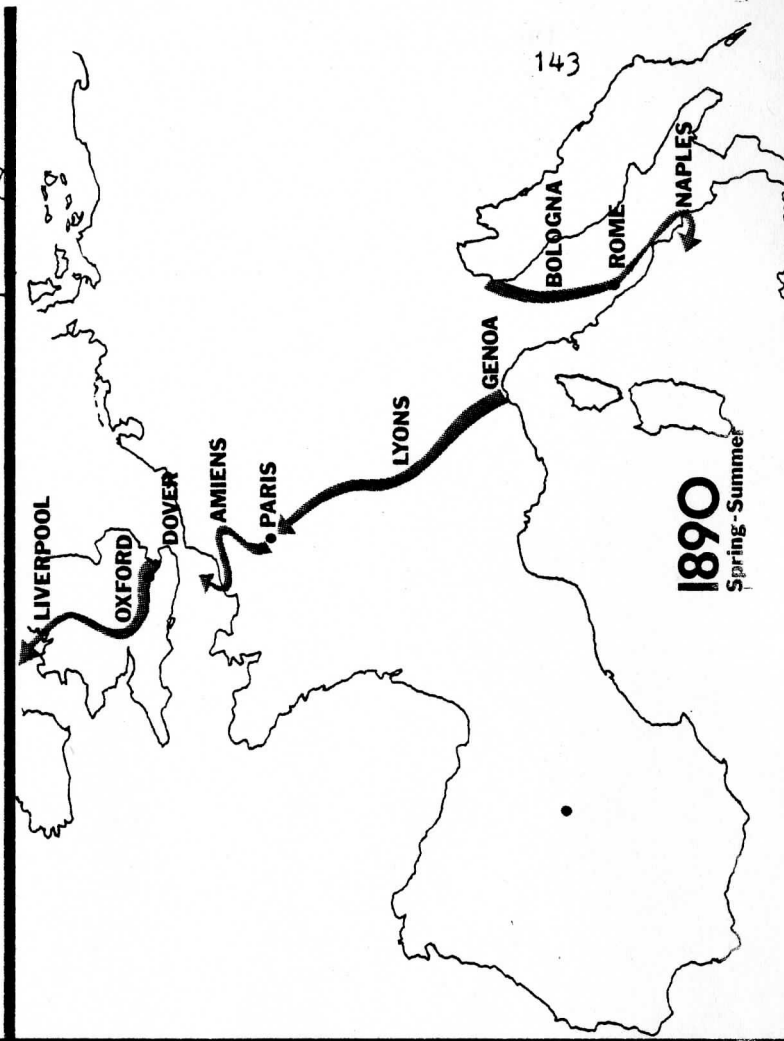 143
LIVERPOOL
OXFORD
DOVER
AMIENS
PARIS
LYONS
GENOA
BOLOGNA
ROME
NAPLES
1890
Spring-Summer